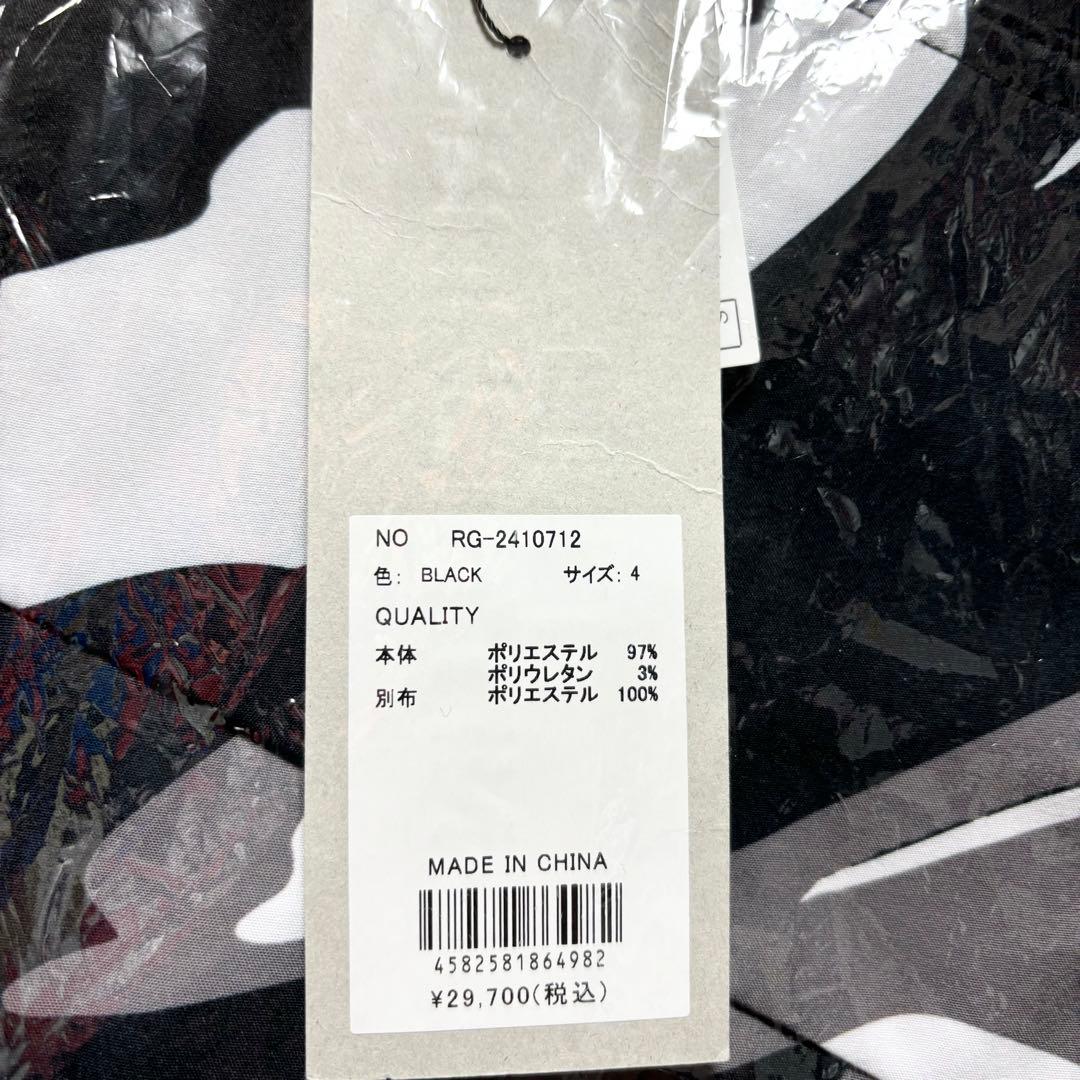 NO RG-2410712
色: BLACK サイズ: 4
QUALITY
本体 ポリエステル 97%
ポリウレタン 3%
別布 ポリエステル 100%
MADE IN CHINA
4582581864982
¥29,700(税込)